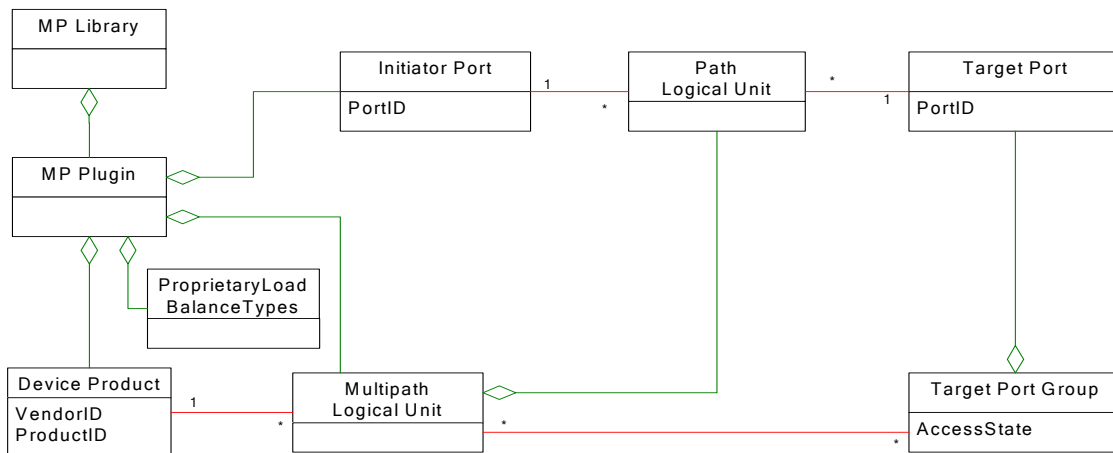 MP Library
Initiator Port
PortID
1
*
Path
Logical Unit
*
1
Target Port
PortID
MP Plugin
ProprietaryLoad
BalanceTypes
Device Product
VendorID
ProductID
1
*
Multipath
Logical Unit
*
*
Target Port Group
AccessState